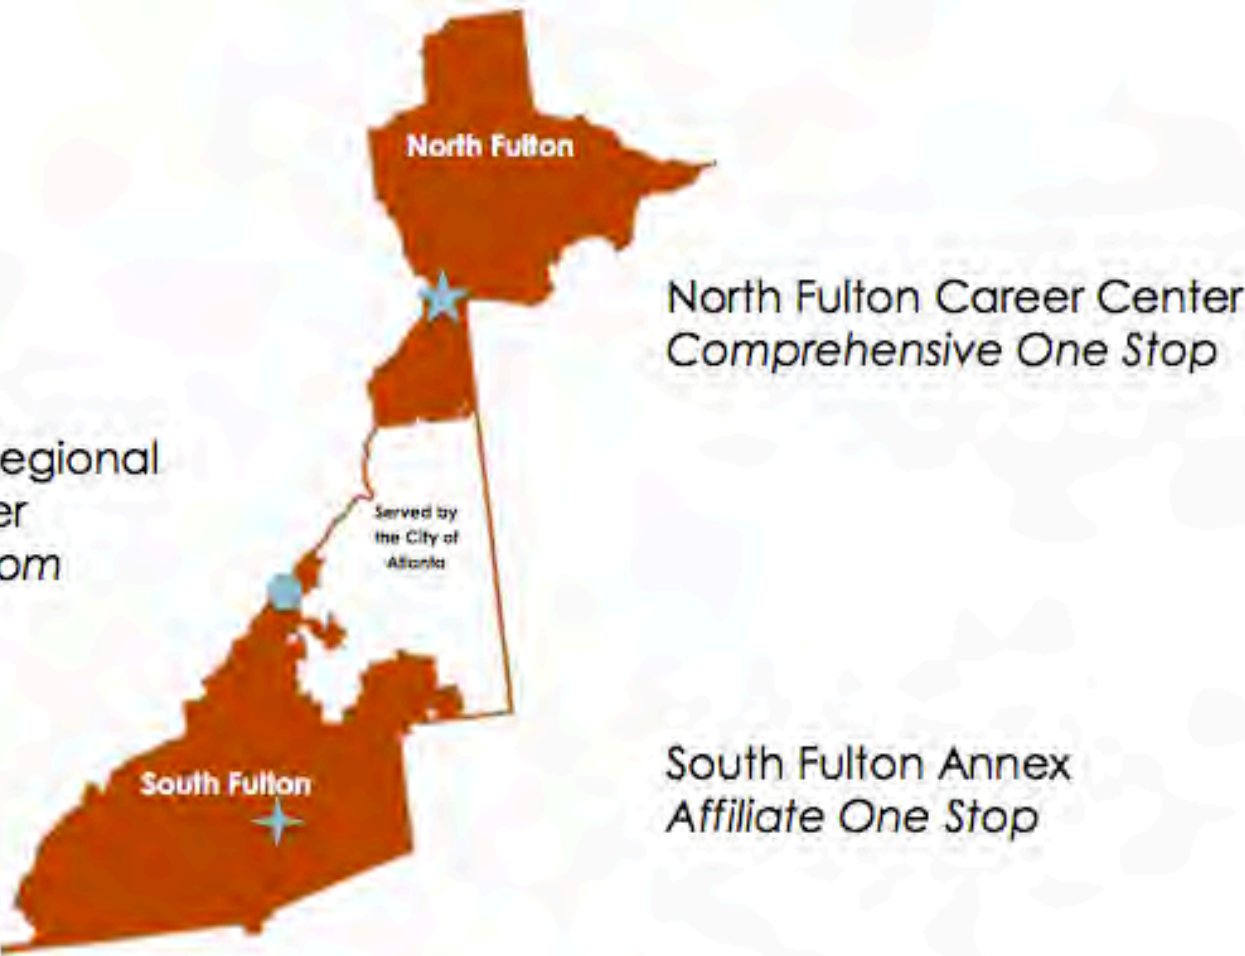 North Fulton
North Fulton Career Center
Comprehensive One Stop
egional
er
om
Served by
the City of
Atlanta
South Fulton
South Fulton Annex
Affiliate One Stop